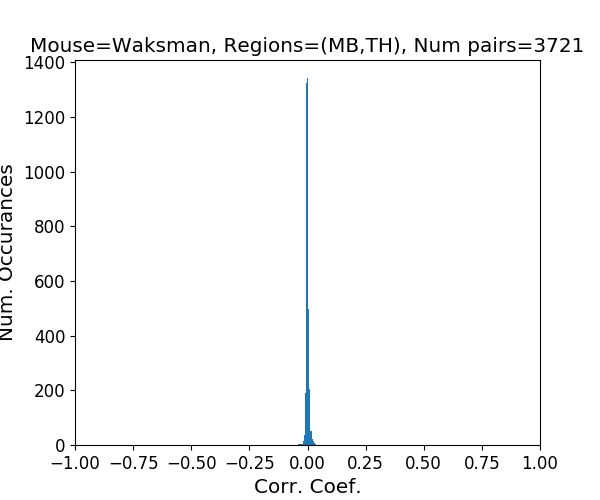 Mouse=Waksman, Regions=(MB,TH), Num pairs=3721
1400
1200
1000
800
600
400
200
0
Num. Occurances
−1.00 −0.75 −0.50 −0.25 0.00 0.25 0.50 0.75 1.00
Corr. Coef.